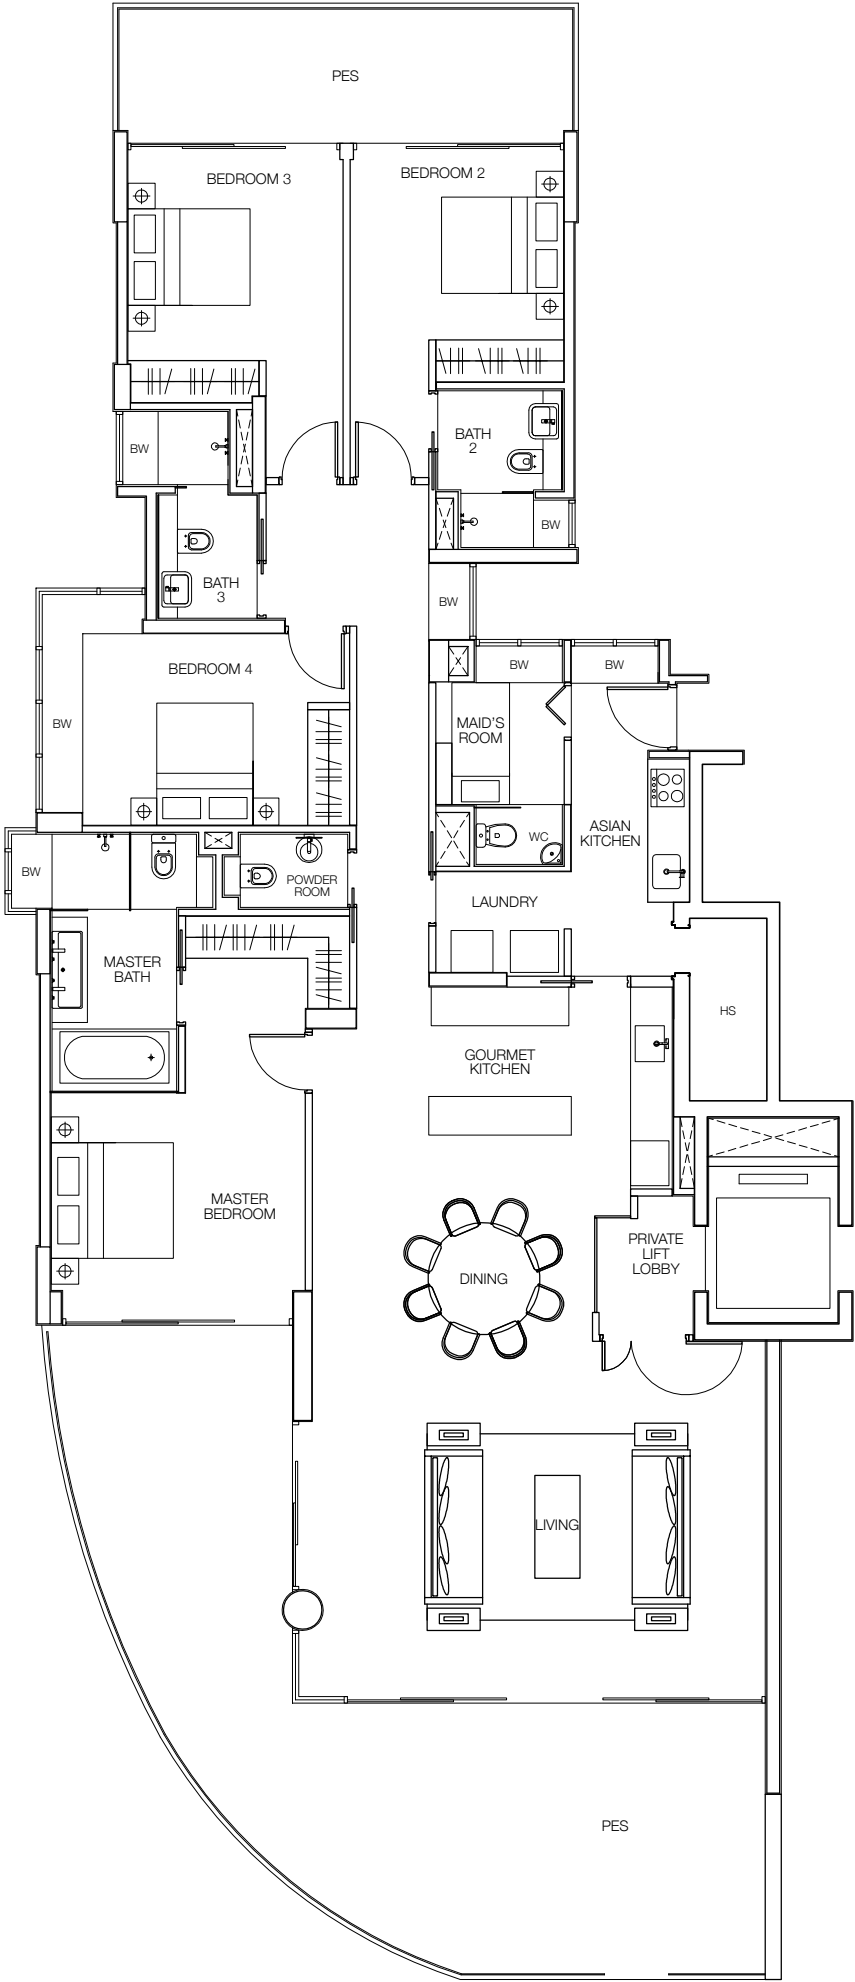 PES
BEDROOM 3
BEDROOM 2
BW
BATH
2
BW
BATH
3
BW
BEDROOM 4
BW
BW
BW
MAID'S
ROOM
ASIAN
KITCHEN
WC
BW
POWDER
ROOM
LAUNDRY
MASTER
BATH
HS
GOURMET
KITCHEN
MASTER
BEDROOM
PRIVATE
LIFT
LOBBY
DINING
LIVING
PES